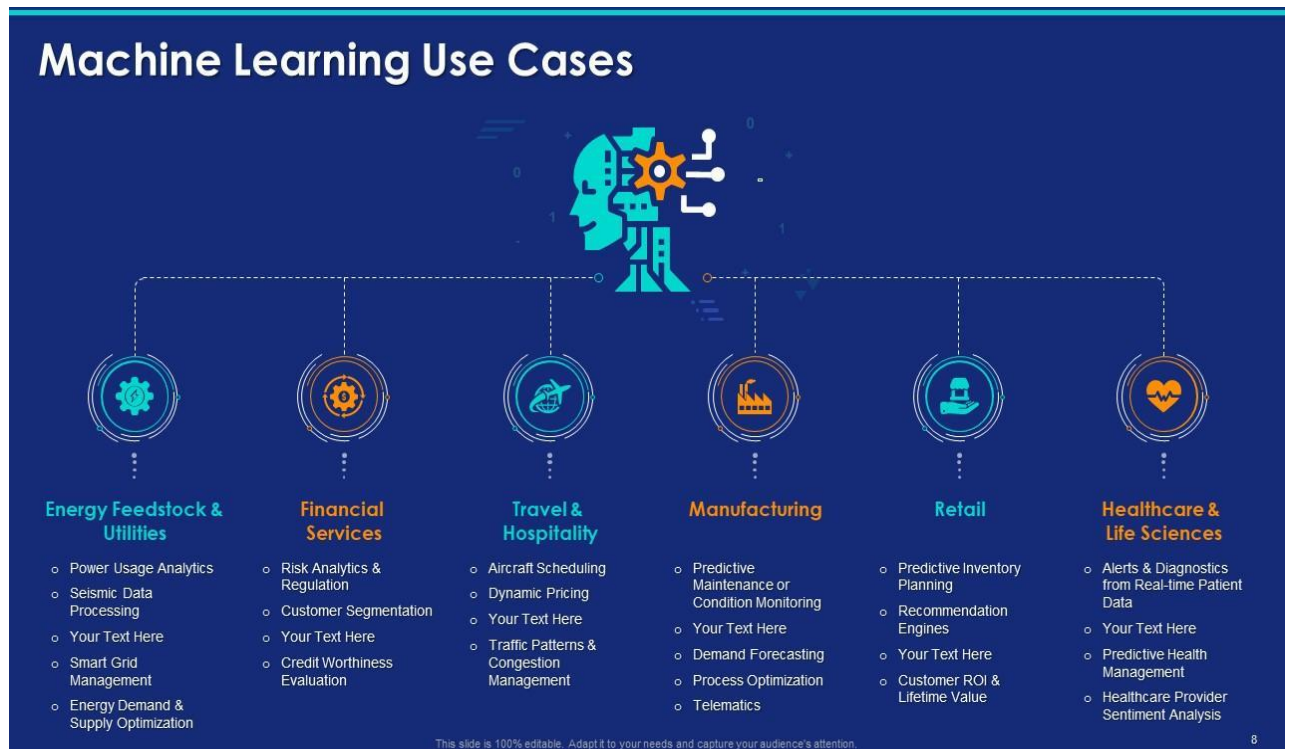 Machine Learning Use Cases
0
0
1
1
Energy Feedstock &
Utilities
o Power Usage Analytics
o Seismic Data
Processing
o Your Text Here
o Smart Grid
Management
o Energy Demand &
Supply Optimization
Financial
Services
o Risk Analytics &
Regulation
o Customer Segmentation
o Your Text Here
o Credit Worthiness
Evaluation
Travel &
Hospitality
o Aircraft Scheduling
o Dynamic Pricing
o Your Text Here
o Traffic Patterns &
Congestion
Management
Manufacturing
o Predictive
Maintenance or
Condition Monitoring
o Your Text Here
o Demand Forecasting
o Process Optimization
o Telematics
Retail
o Predictive Inventory
Planning
o Recommendation
Engines
o Your Text Here
o Customer ROI &
Lifetime Value
Healthcare &
Life Sciences
o Alerts & Diagnostics
from Real-time Patient
Data
o Your Text Here
o Predictive Health
Management
o Healthcare Provider
Sentiment Analysis
This slide is 100% editable. Adapt it to your needs and capture your audience's attention.
8